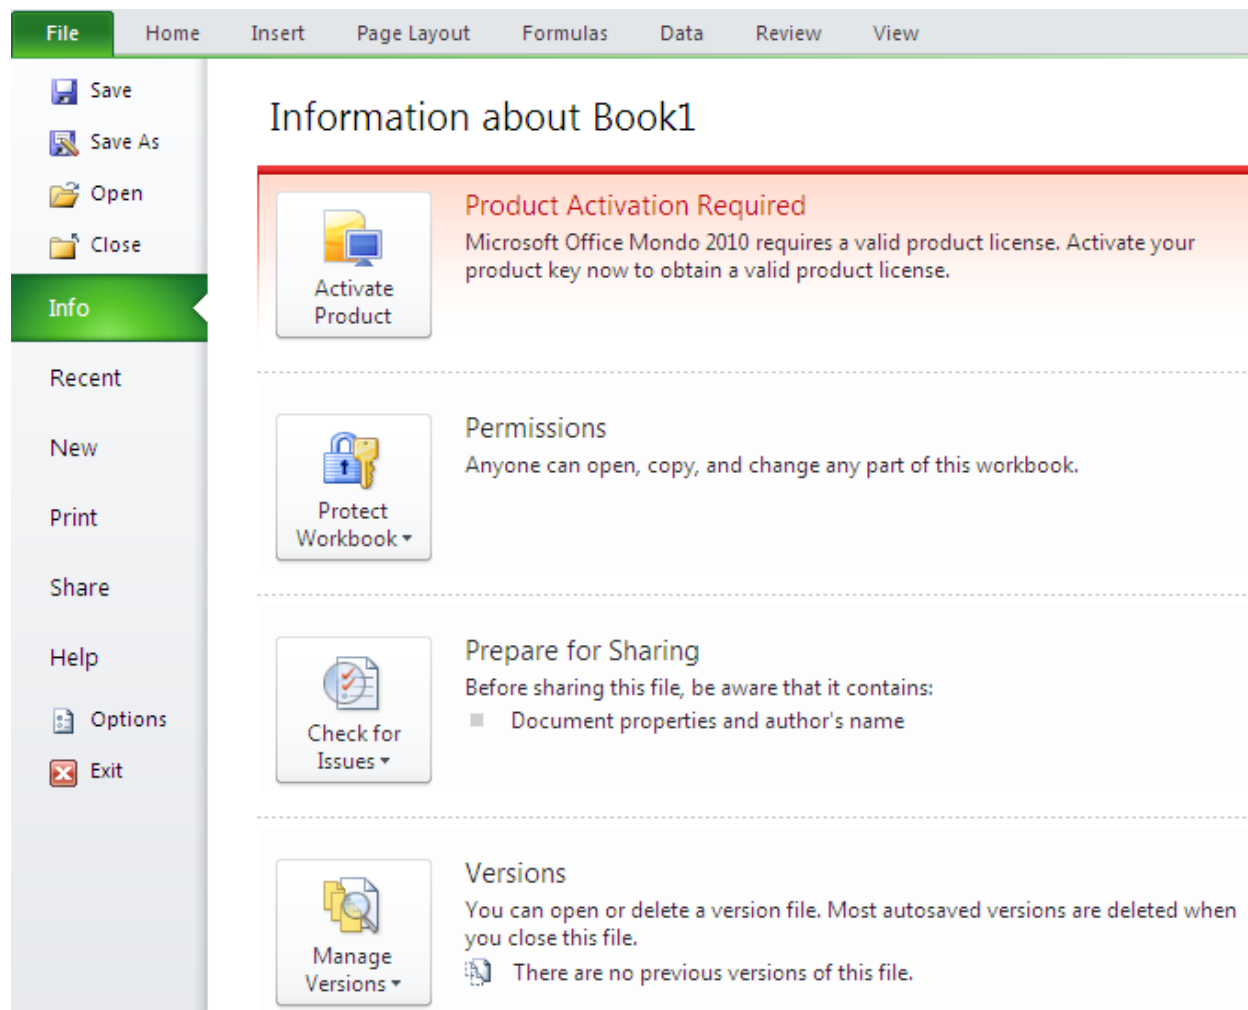 File Home Insert Page Layout Formulas Data Review View
Save
Save As
Open
Close
Info
Recent
New
Print
Share
Help
Options
Exit
Information about Book1
Activate
Product
Product Activation Required
Microsoft Office Mondo 2010 requires a valid product license. Activate your
product key now to obtain a valid product license.
Protect
Workbook
Permissions
Anyone can open, copy, and change any part of this workbook.
Check for
Issues
Prepare for Sharing
Before sharing this file, be aware that it contains:
Document properties and author's name
Manage
Versions
Versions
You can open or delete a version file. Most autosaved versions are deleted when
you close this file.
There are no previous versions of this file.